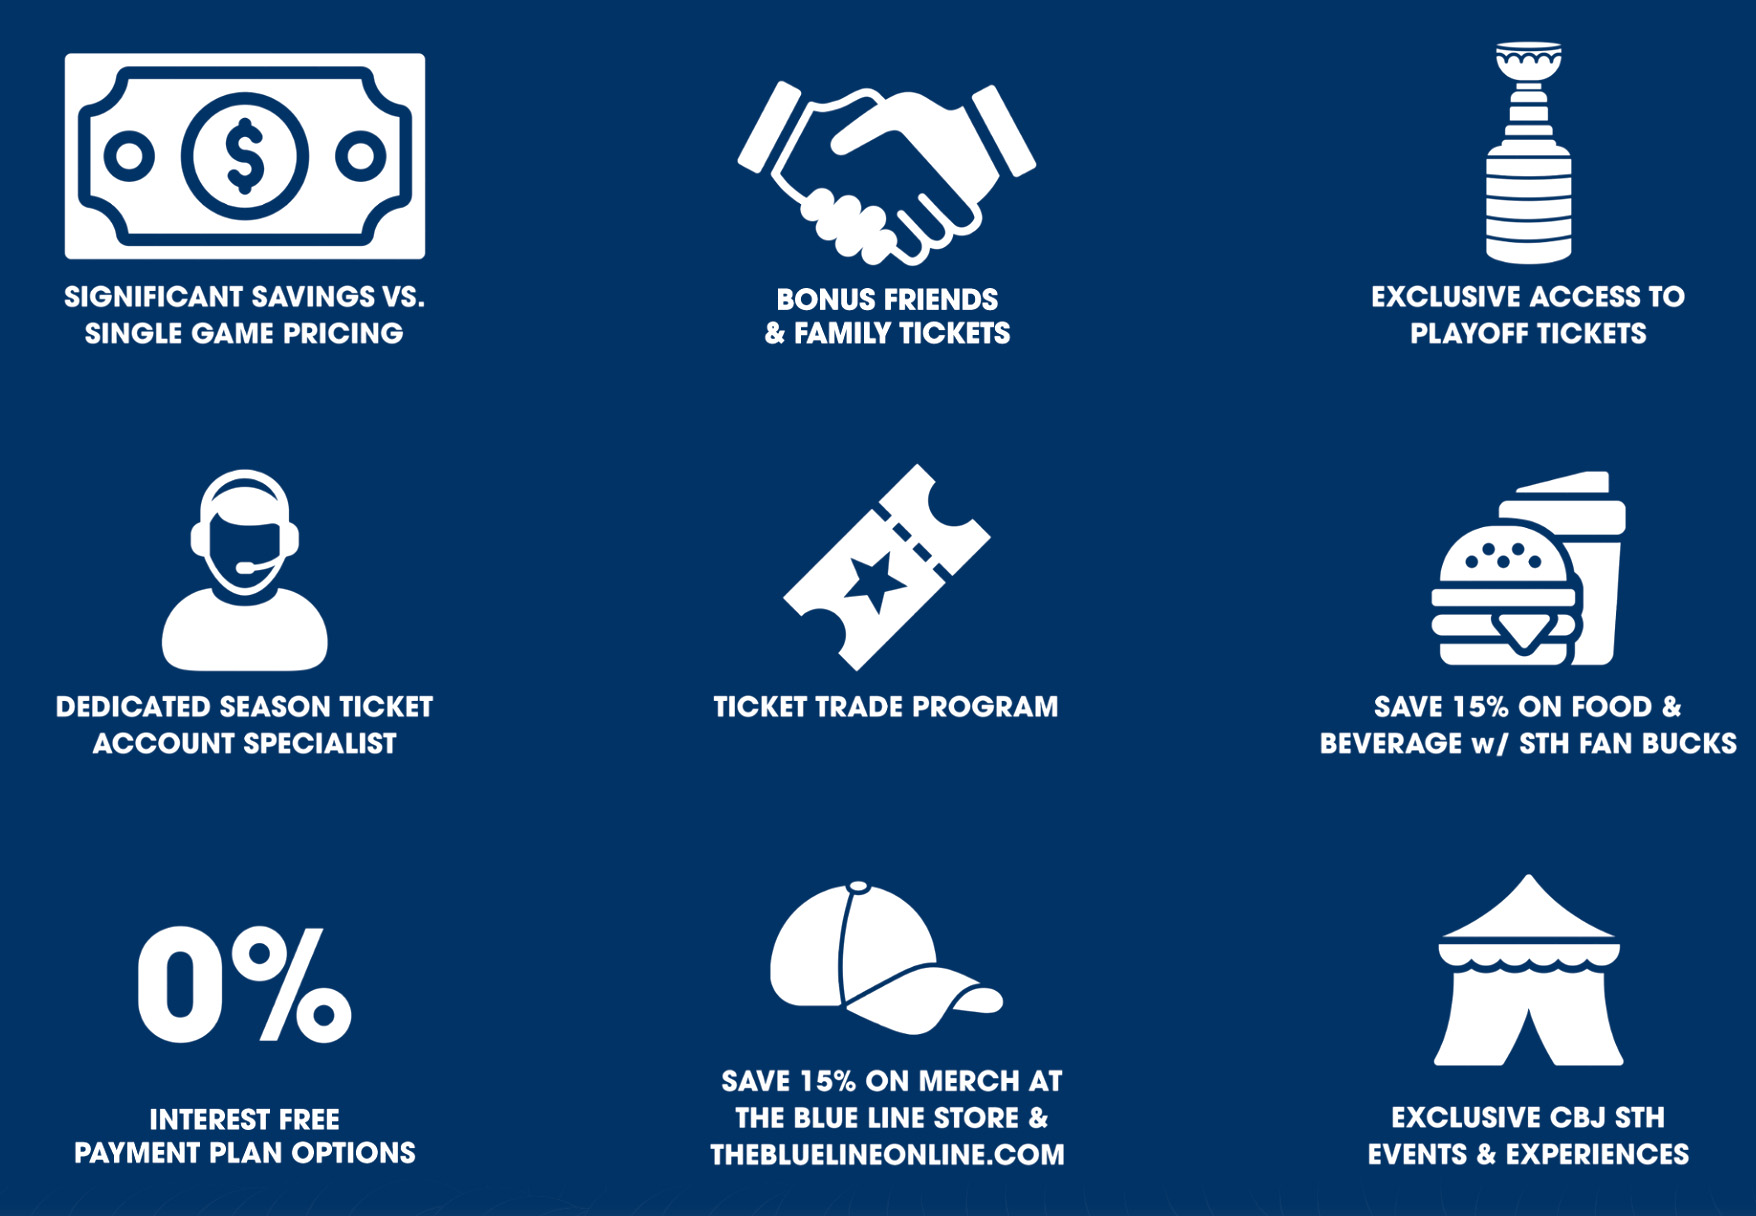 $
SIGNIFICANT SAVINGS VS.
SINGLE GAME PRICING
BONUS FRIENDS
& FAMILY TICKETS
EXCLUSIVE ACCESS TO
PLAYOFF TICKETS
DEDICATED SEASON TICKET
ACCOUNT SPECIALIST
TICKET TRADE PROGRAM
SAVE 15% ON FOOD &
BEVERAGE w/ STH FAN BUCKS
0%
INTEREST FREE
PAYMENT PLAN OPTIONS
SAVE 15% ON MERCH AT
THE BLUE LINE STORE &
THEBLUELINEONLINE.COM
EXCLUSIVE CBJ STH
EVENTS & EXPERIENCES